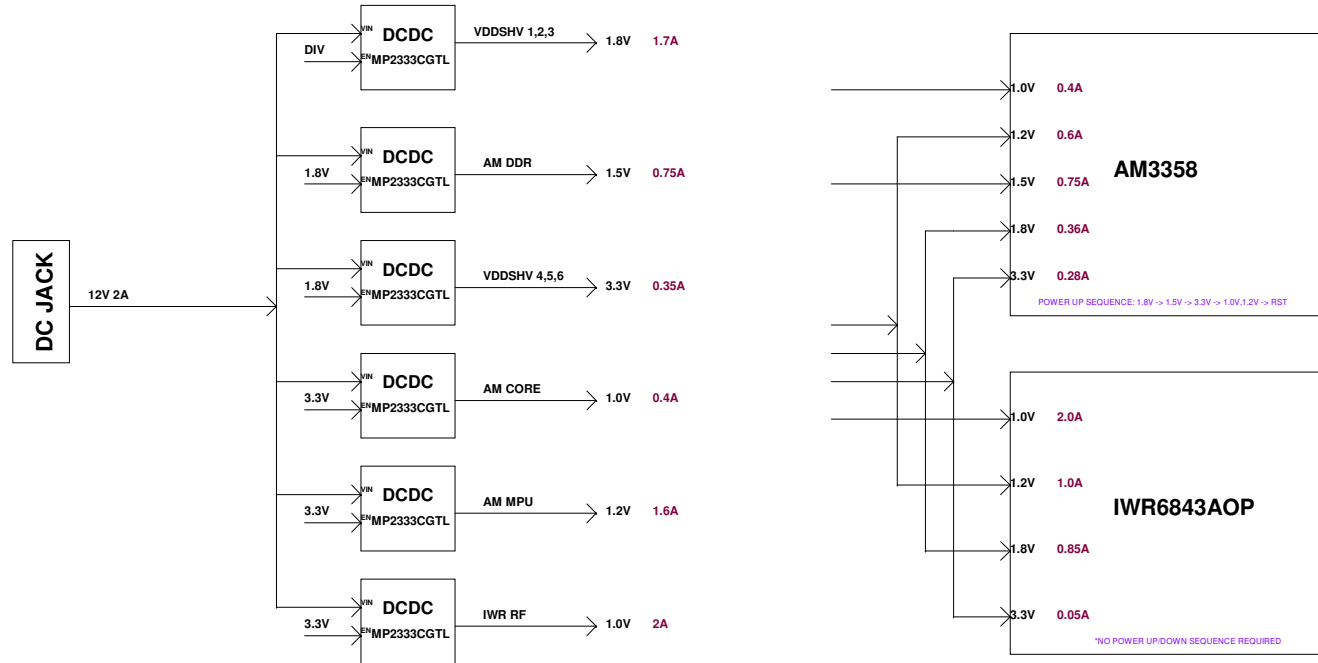 DC JACK
12V 2A
VIN
DCDC
DIV
EN
MP2333CGTL
VDDSHV 1,2,3
1.8V 1.7A
VIN
DCDC
1.8V
EN
MP2333CGTL
AM DDR
1.5V 0.75A
VIN
DCDC
1.8V
EN
MP2333CGTL
VDDSHV 4,5,6
3.3V 0.35A
VIN
DCDC
3.3V
EN
MP2333CGTL
AM CORE
1.0V 0.4A
VIN
DCDC
3.3V
EN
MP2333CGTL
AM MPU
1.2V 1.6A
VIN
DCDC
3.3V
EN
MP2333CGTL
IWR RF
1.0V 2A
1.0V 0.4A
1.2V 0.6A
AM3358
1.5V 0.75A
1.8V 0.36A
3.3V 0.28A
POWER UP SEQUENCE: 1.8V -> 1.5V -> 3.3V -> 1.0V,1.2V -> RST
1.0V 2.0A
1.2V 1.0A
IWR6843AOP
1.8V 0.85A
3.3V 0.05A
*NO POWER UP/DOWN SEQUENCE REQUIRED